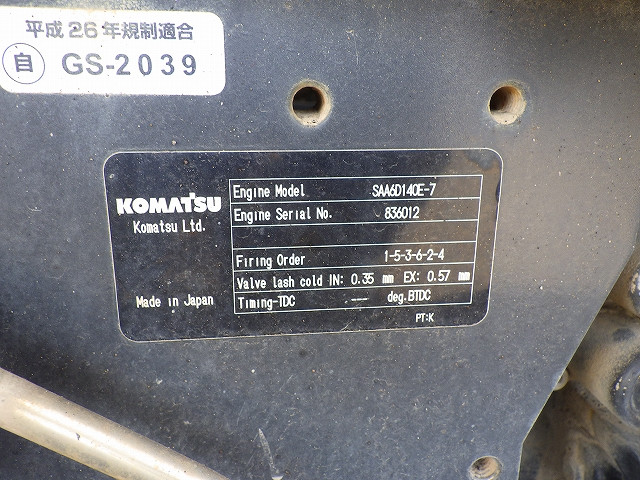 平成26年規制適合
自 GS-2039
KOMATSU
Komatsu Ltd.
Made in Japan
Engine Model SAA6D140E-7
Engine Serial No. 836012
Firing Order 1-5-3-6-2-4
Valve lash cold IN: 0.35 mm EX: 0.57 mm
Timing-TDC --- deg.BTDC
PT:K